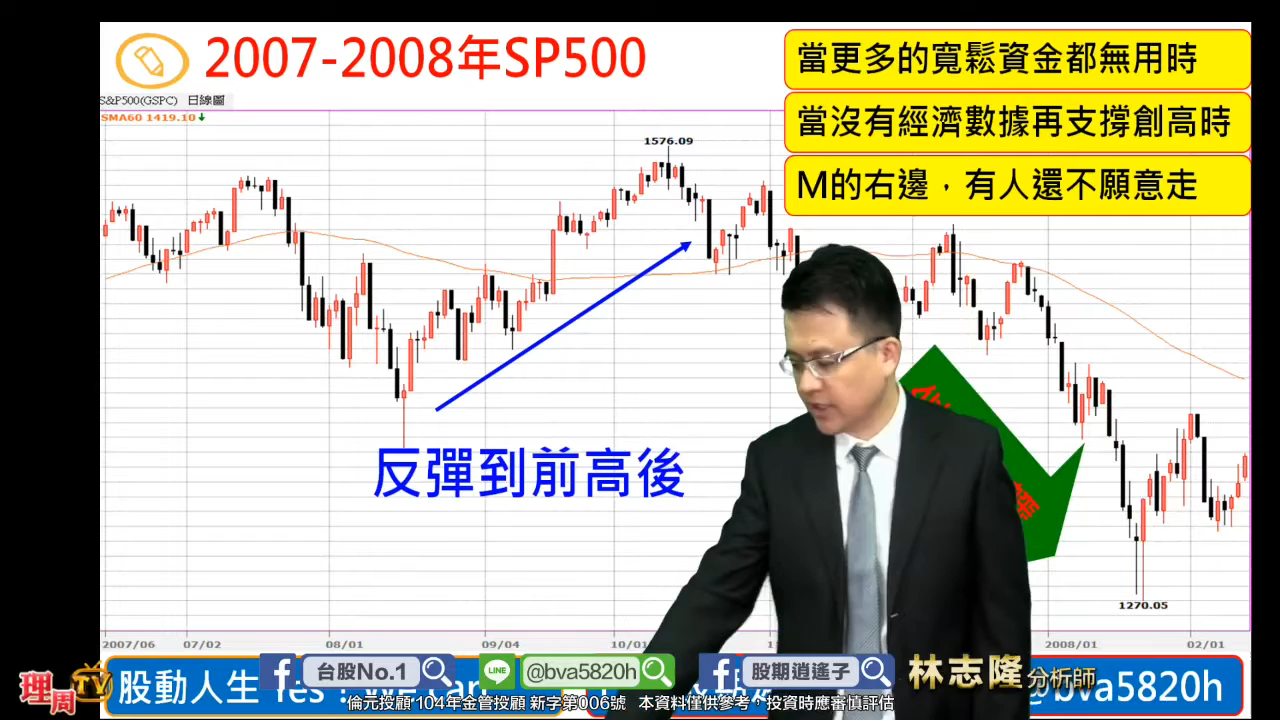 2007-2008年SP500
當更多的寬鬆資金都無用時
當沒有經濟數據再支撐創高時
M的右邊，有人還不願意走
S&P500(GSPC) 日線圖
SMA60 1419.10
1576.09
反彈到前高後
1270.05
2007/06 07/02 08/01 09/04 10/01 2008/01 02/01
理周TV
股動人生 Yes
台股No.1
@bva5820h
股期逍遙子
林志隆 分析師
@bva5820h
倫元投顧 104年金管投顧 新字第006號 本資料僅供參考，投資時應審慎評估